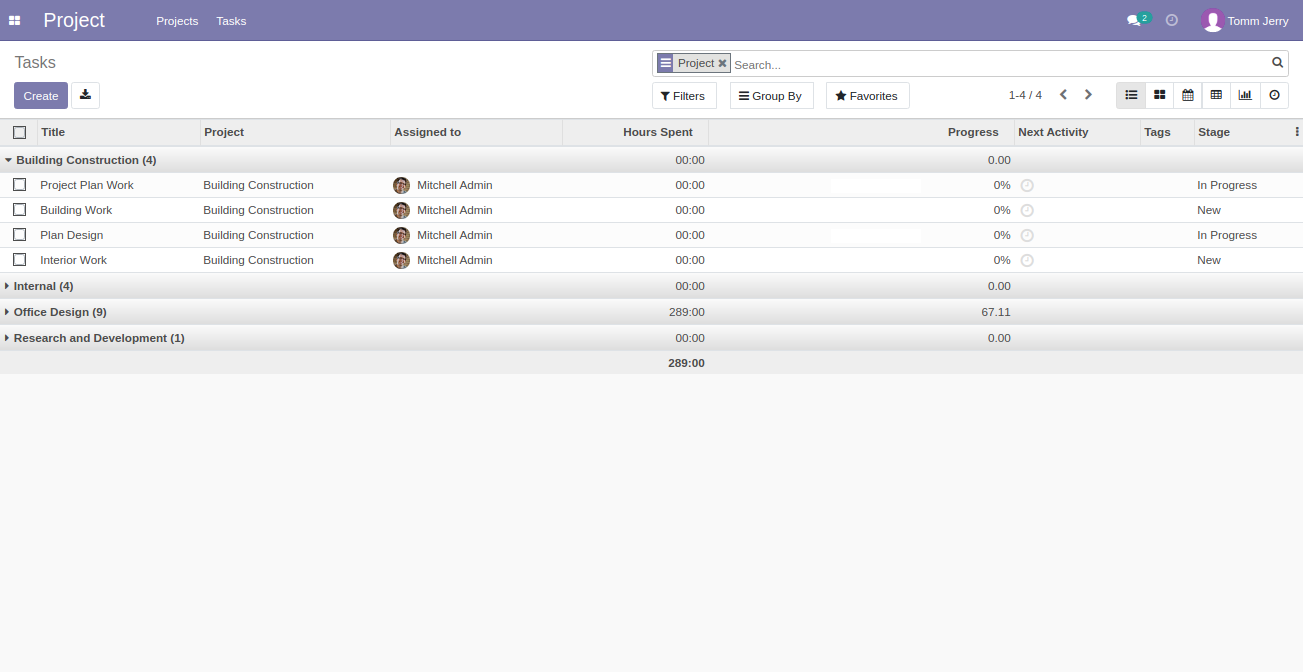 Project Projects Tasks 2 Tomm Jerry
Tasks Project Search...
Create Filters Group By Favorites 1-4 / 4
Title Project Assigned to Hours Spent Progress Next Activity Tags Stage
Building Construction (4) 00:00 0.00
Project Plan Work Building Construction Mitchell Admin 00:00 0% In Progress
Building Work Building Construction Mitchell Admin 00:00 0% New
Plan Design Building Construction Mitchell Admin 00:00 0% In Progress
Interior Work Building Construction Mitchell Admin 00:00 0% New
Internal (4) 00:00 0.00
Office Design (9) 289:00 67.11
Research and Development (1) 00:00 0.00
289:00